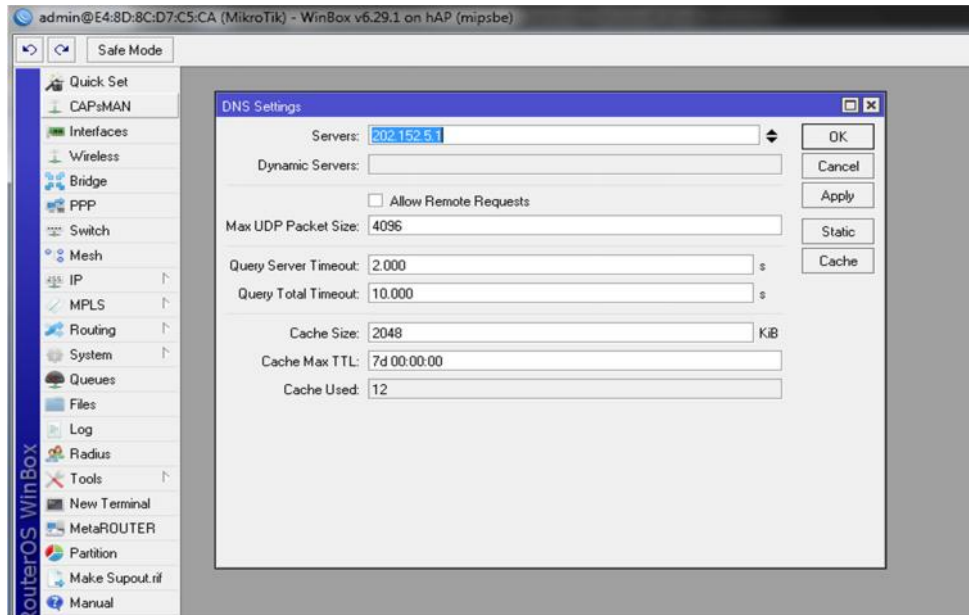 admin@E4:8D:8C:D7:C5:CA (MikroTik) - WinBox v6.29.1 on hAP (mipsbe)
Safe Mode
Quick Set
CAPsMAN
Interfaces
Wireless
Bridge
PPP
Switch
Mesh
IP
MPLS
Routing
System
Queues
Files
Log
Radius
Tools
New Terminal
MetaROUTER
Partition
Make Supout.rif
Manual
RouterOS WinBox
DNS Settings
Servers: 202.152.5.1
Dynamic Servers:
Allow Remote Requests
Max UDP Packet Size: 4096
Query Server Timeout: 2.000 s
Query Total Timeout: 10.000 s
Cache Size: 2048 KiB
Cache Max TTL: 7d 00:00:00
Cache Used: 12
OK
Cancel
Apply
Static
Cache